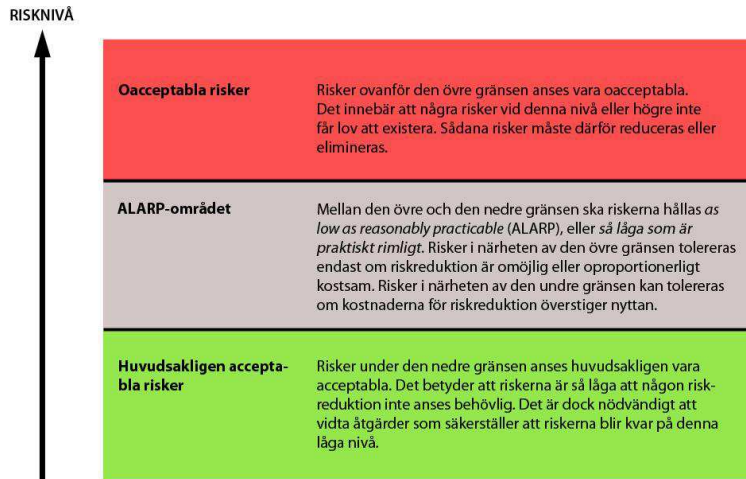 RISKNIVÅ
Oacceptabla risker
Risker ovanför den övre gränsen anses vara oacceptabla.
Det innebär att några risker vid denna nivå eller högre inte
får lov att existera. Sådana risker måste därför reduceras eller
elimineras.
ALARP-området
Mellan den övre och den nedre gränsen ska riskerna hållas as
low as reasonably practicable (ALARP), eller så låga som är
praktiskt rimligt. Risker i närheten av den övre gränsen tolereras
endast om riskreduktion är omöjlig eller oproportionerligt
kostsam. Risker i närheten av den undre gränsen kan tolereras
om kostnaderna för riskreduktion överstiger nyttan.
Huvudsakligen accepta-
bla risker
Risker under den nedre gränsen anses huvudsakligen vara
acceptabla. Det betyder att riskerna är så låga att någon risk-
reduktion inte anses behövlig. Det är dock nödvändigt att
vidta åtgärder som säkerställer att riskerna blir kvar på denna
låga nivå.